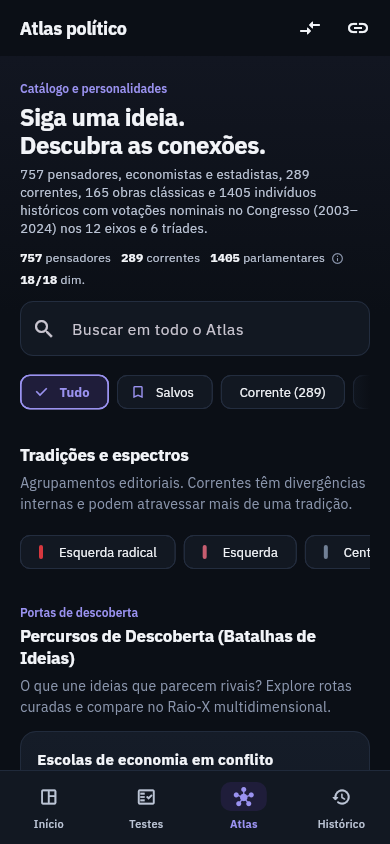 Atlas político
Catálogo e personalidades
Siga uma ideia.
Descubra as conexões.
757 pensadores, economistas e estadistas, 289
correntes, 165 obras clássicas e 1405 indivíduos
históricos com votações nominais no Congresso (2003–
2024) nos 12 eixos e 6 tríades.
757 pensadores 289 correntes 1405 parlamentares
18/18 dim.
Buscar em todo o Atlas
Tudo Salvos Corrente (289)
Tradições e espectros
Agrupamentos editoriais. Correntes têm divergências
internas e podem atravessar mais de uma tradição.
Esquerda radical Esquerda Cent
Portas de descoberta
Percursos de Descoberta (Batalhas de
Ideias)
O que une ideias que parecem rivais? Explore rotas
curadas e compare no Raio-X multidimensional.
Escolas de economia em conflito
Início Testes Atlas Histórico